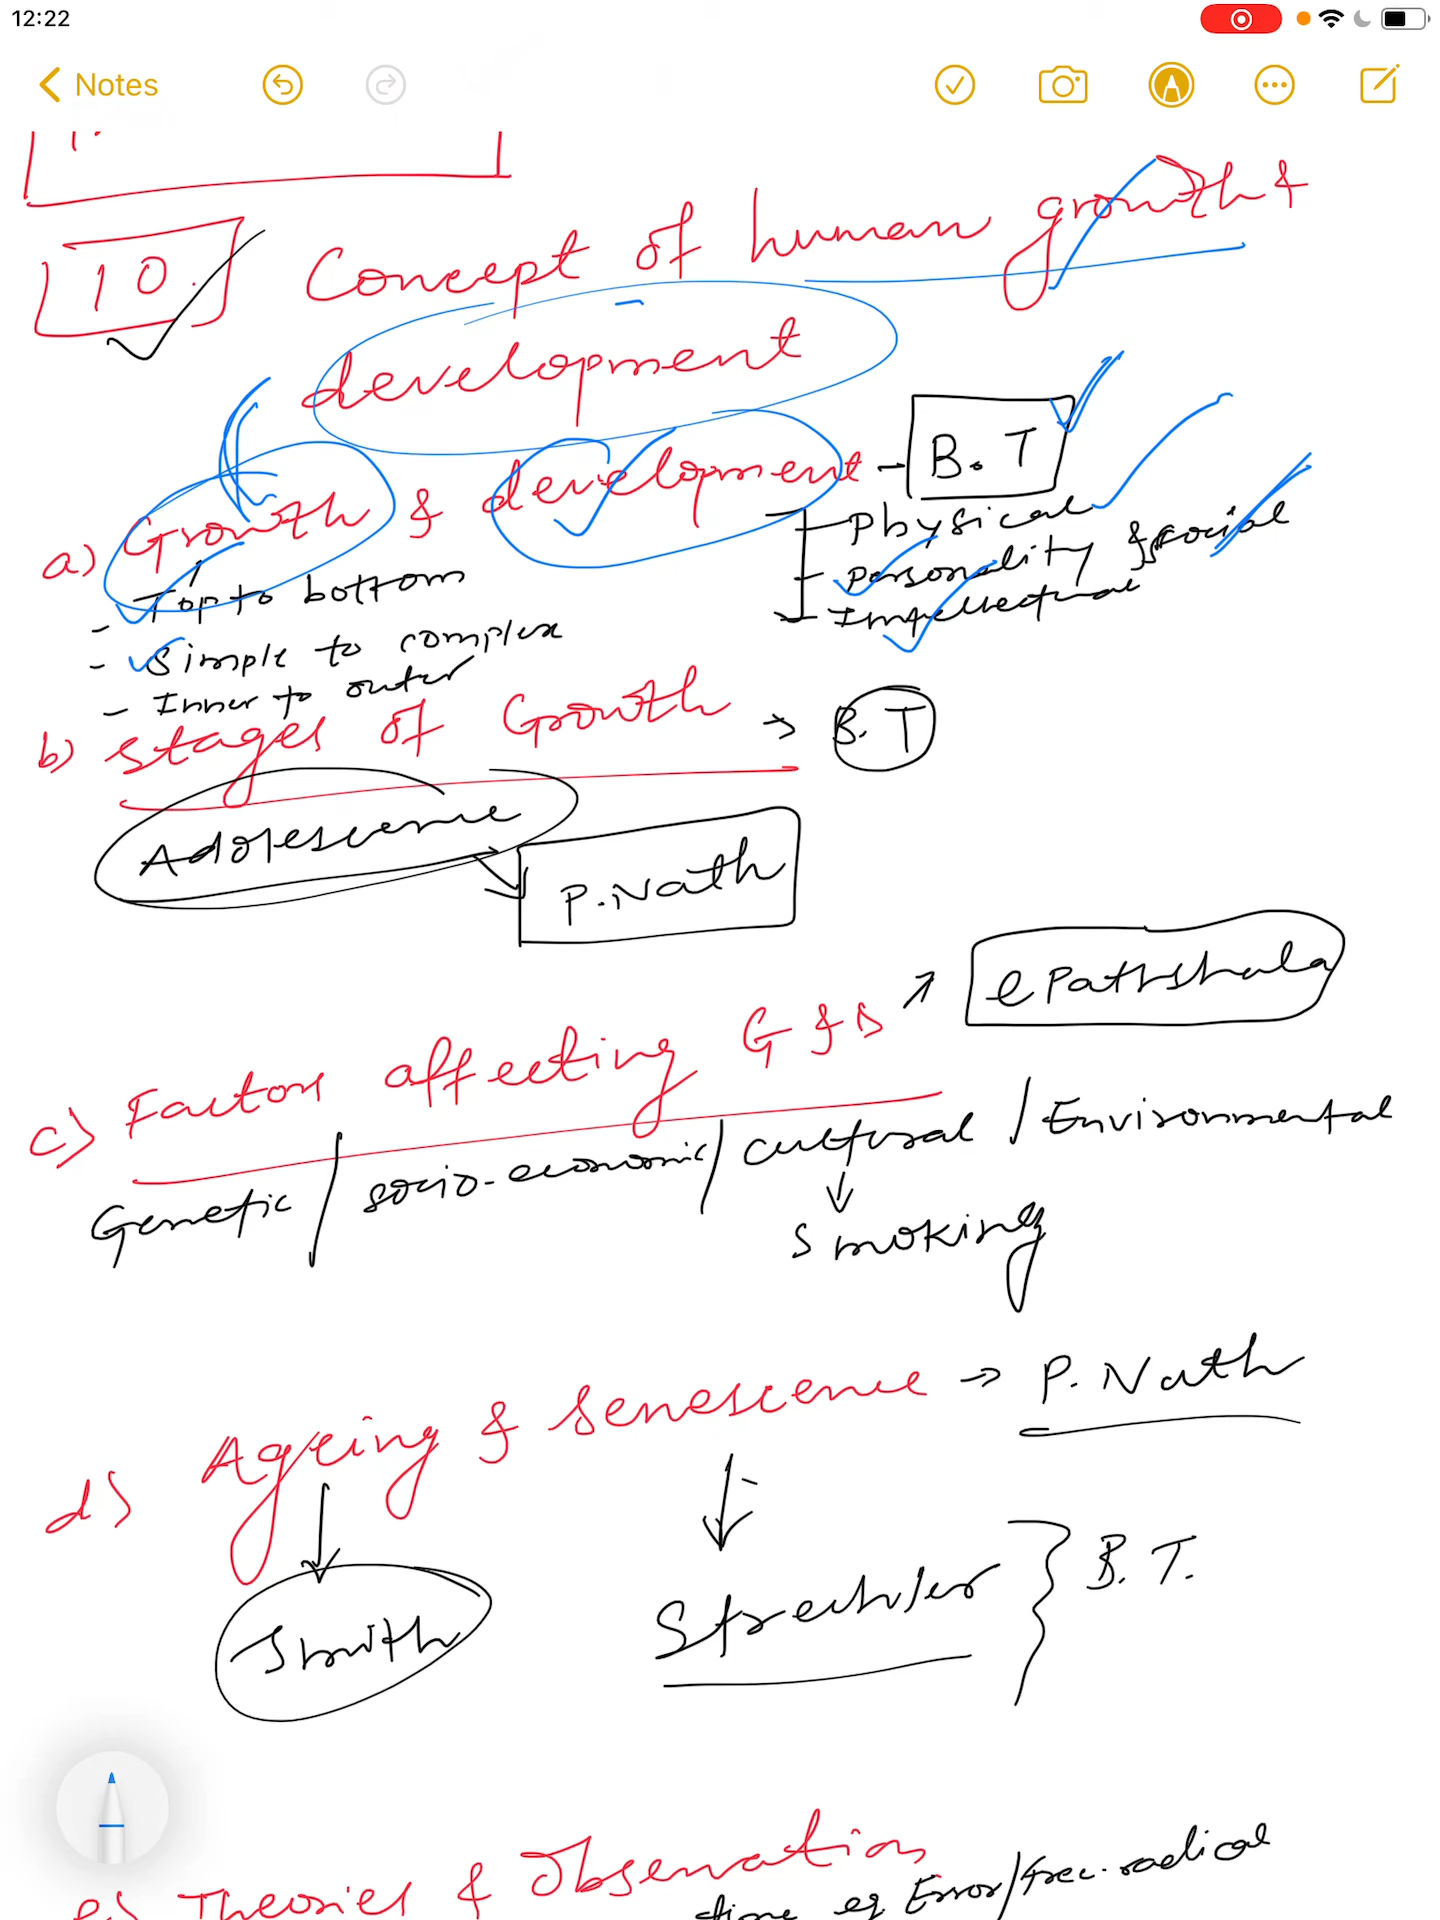 12:22
Notes
10. Concept of human growth &
development
a) Growth & development - B.T
- Top to bottom
- Simple to complex
- Inner to outer
- Physical
- Personality & social
- Intellectual
b) Stages of Growth → B.T
Adolescence → P. Nath
c) Factors affecting G & D → ePathshala
Genetic / socio-economic / cultural / Environmental
Smoking
d) Ageing & Senescence → P. Nath
Smith
Strechler } B.T.
e) Theories & Observation
Error/free-radical